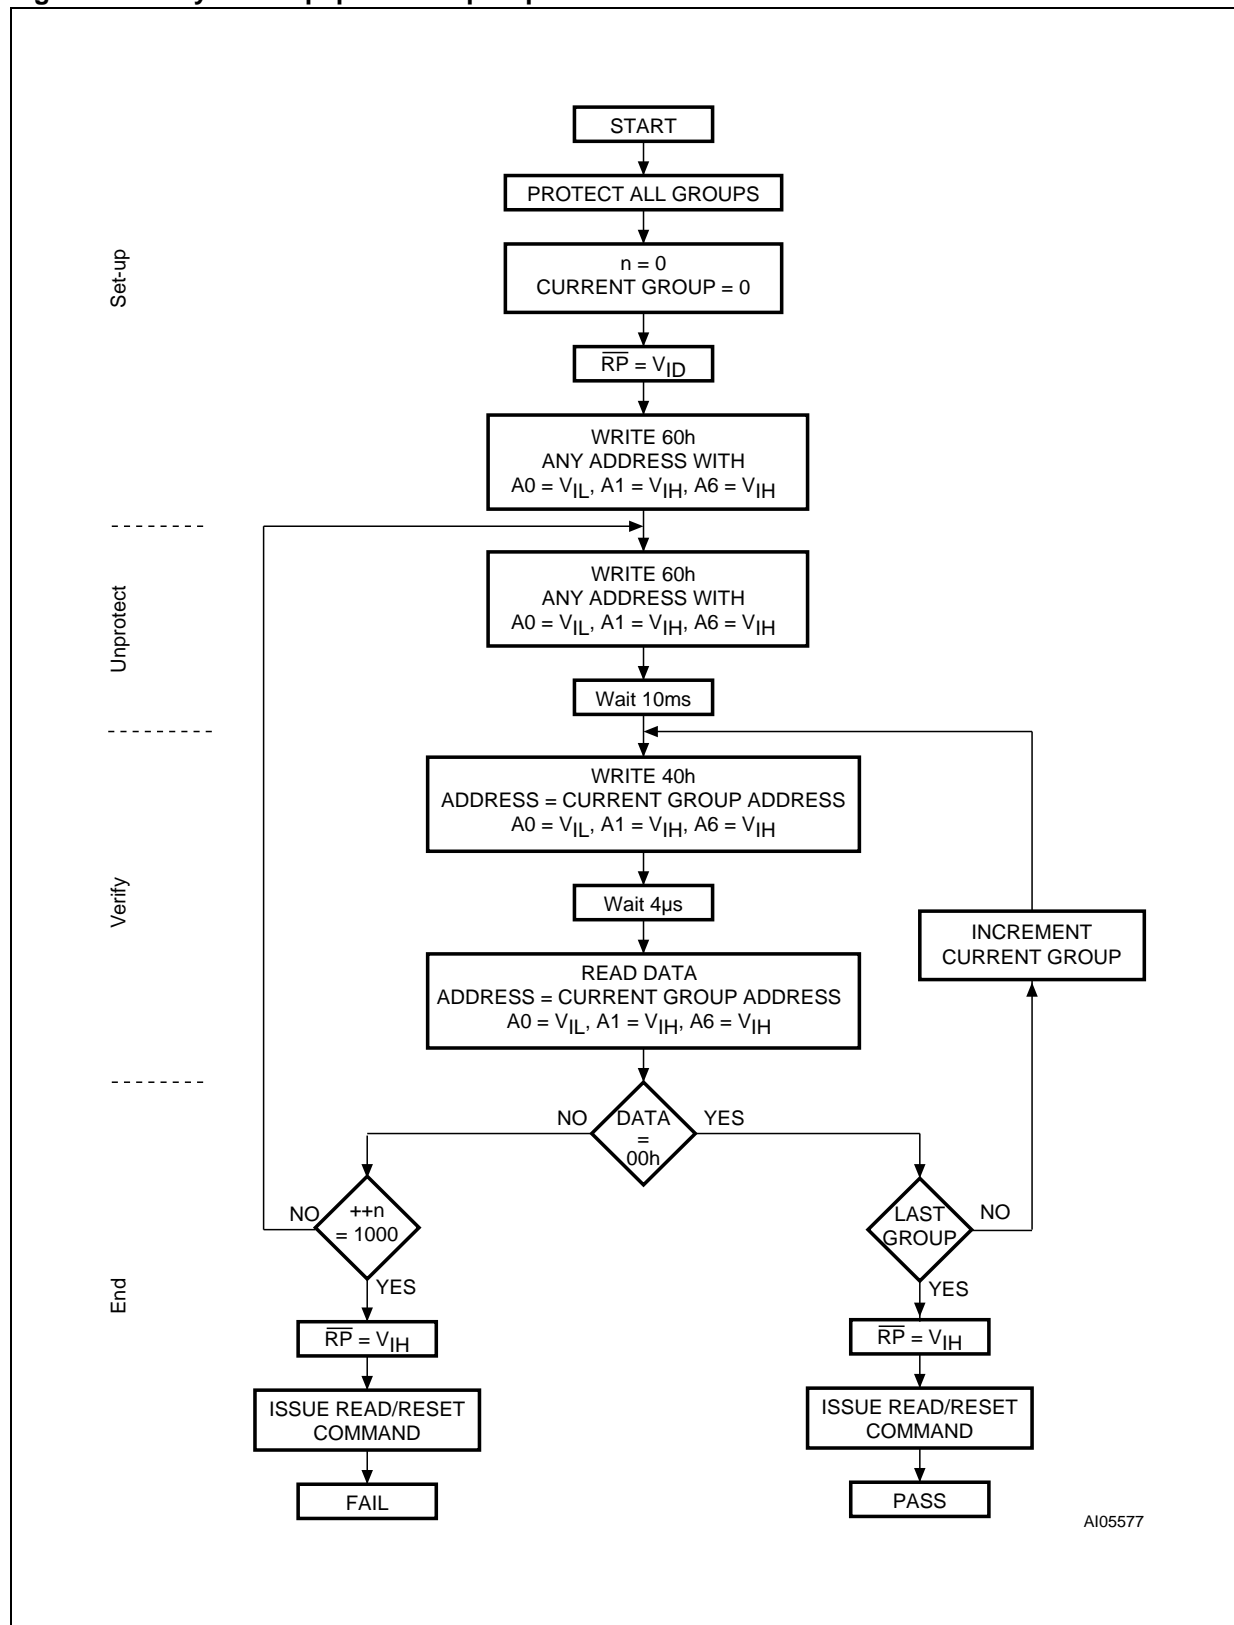 START
PROTECT ALL GROUPS
n = 0
CURRENT GROUP = 0
Set-up
RP = VID
WRITE 60h
ANY ADDRESS WITH
A0 = VIL, A1 = VIH, A6 = VIH
WRITE 60h
ANY ADDRESS WITH
A0 = VIL, A1 = VIH, A6 = VIH
Unprotect
Wait 10ms
WRITE 40h
ADDRESS = CURRENT GROUP ADDRESS
A0 = VIL, A1 = VIH, A6 = VIH
Verify
Wait 4µs
INCREMENT
CURRENT GROUP
READ DATA
ADDRESS = CURRENT GROUP ADDRESS
A0 = VIL, A1 = VIH, A6 = VIH
NO
DATA
=
00h
YES
NO
++n
= 1000
LAST
GROUP
NO
End
YES
YES
RP = VIH
RP = VIH
ISSUE READ/RESET
COMMAND
ISSUE READ/RESET
COMMAND
FAIL
PASS
AI05577